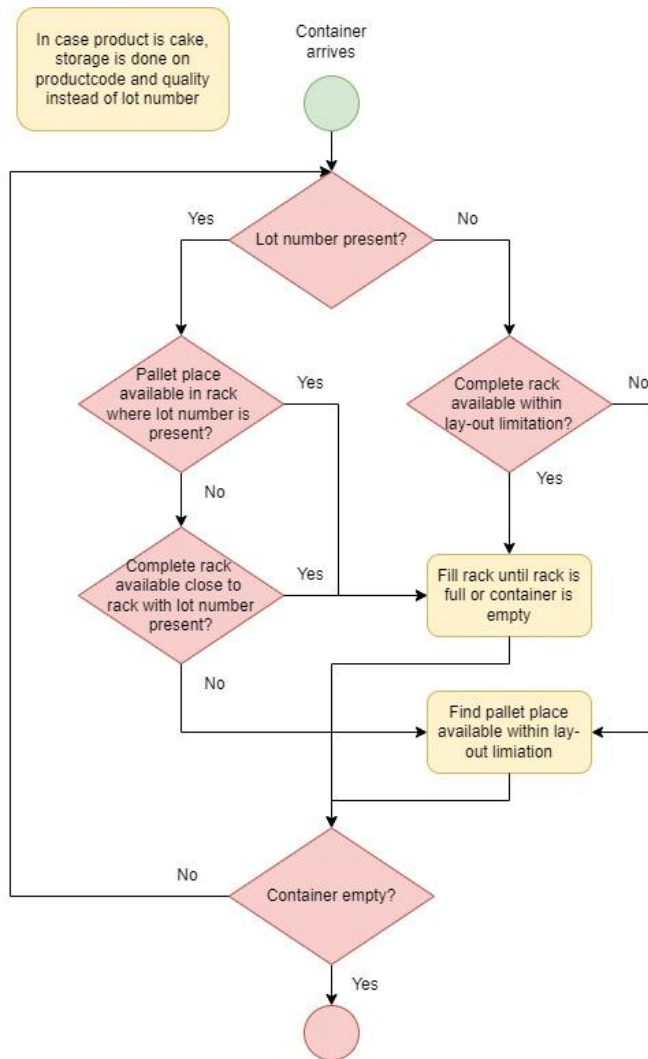 In case product is cake,
storage is done on
productcode and quality
instead of lot number
Container
arrives
Yes
Lot number present?
No
Pallet place
available in rack
where lot number is
present?
Yes
Complete rack
available within
lay-out limitation?
No
No
Yes
Complete rack
available close to
rack with lot number
present?
Yes
Fill rack until rack is
full or container is
empty
No
Find pallet place
available within lay-
out limiation
No
Container empty?
Yes